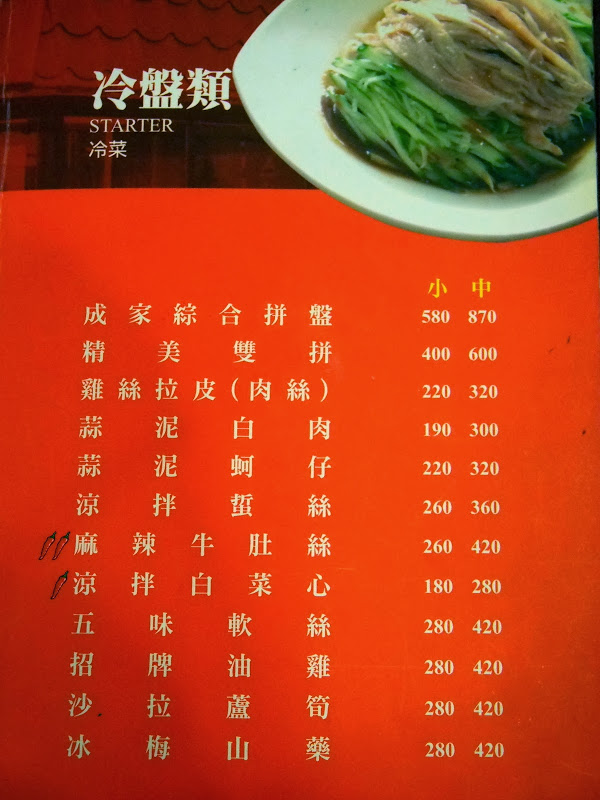 冷盤類
STARTER
冷菜
小 中
成家綜合拼盤 580 870
精美雙拼 400 600
雞絲拉皮(肉絲) 220 320
蒜泥白肉 190 300
蒜泥蚵仔 220 320
涼拌蜇絲 260 360
麻辣牛肚絲 260 420
涼拌白菜心 180 280
五味軟絲 280 420
招牌油雞 280 420
沙拉蘆筍 280 420
冰梅山藥 280 420